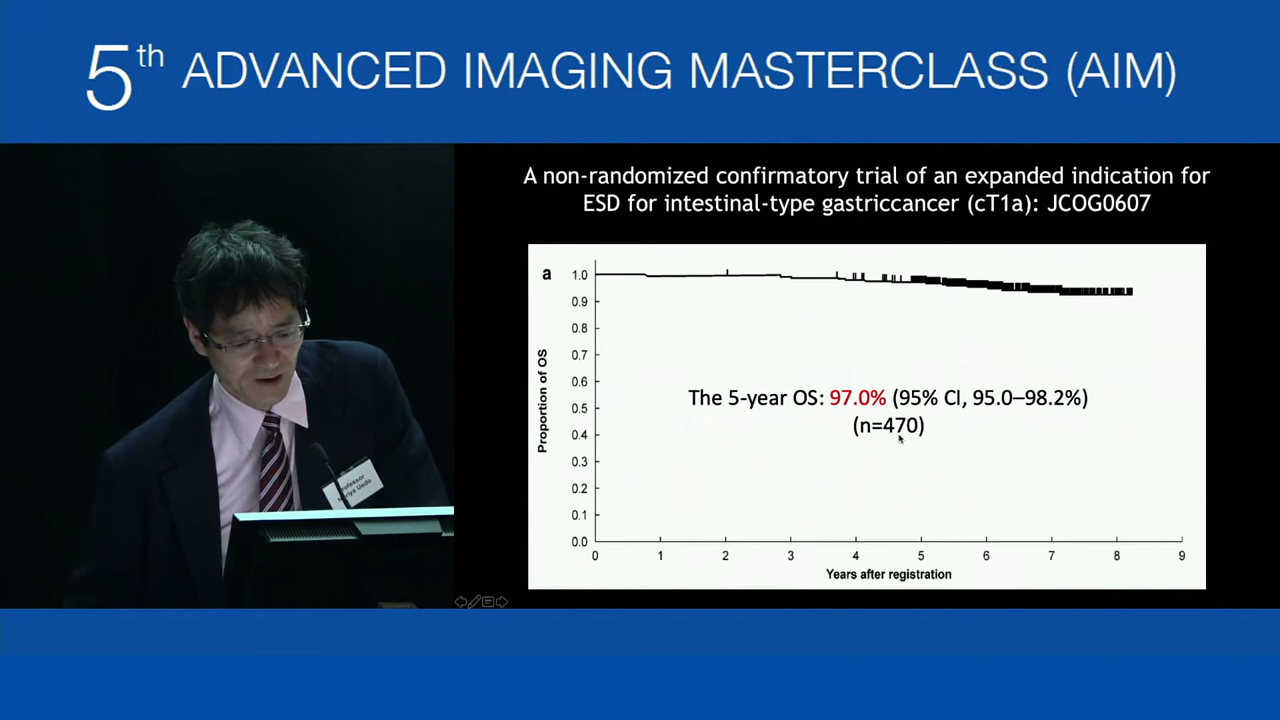 5th ADVANCED IMAGING MASTERCLASS (AIM)
A non-randomized confirmatory trial of an expanded indication for
ESD for intestinal-type gastriccancer (cT1a): JCOG0607
a
Proportion of OS
1.0
0.9
0.8
0.7
0.6
0.5
0.4
0.3
0.2
0.1
0.0
The 5-year OS: 97.0% (95% CI, 95.0–98.2%)
(n=470)
0 1 2 3 4 5 6 7 8 9
Years after registration
Professor
Noriya Uedo